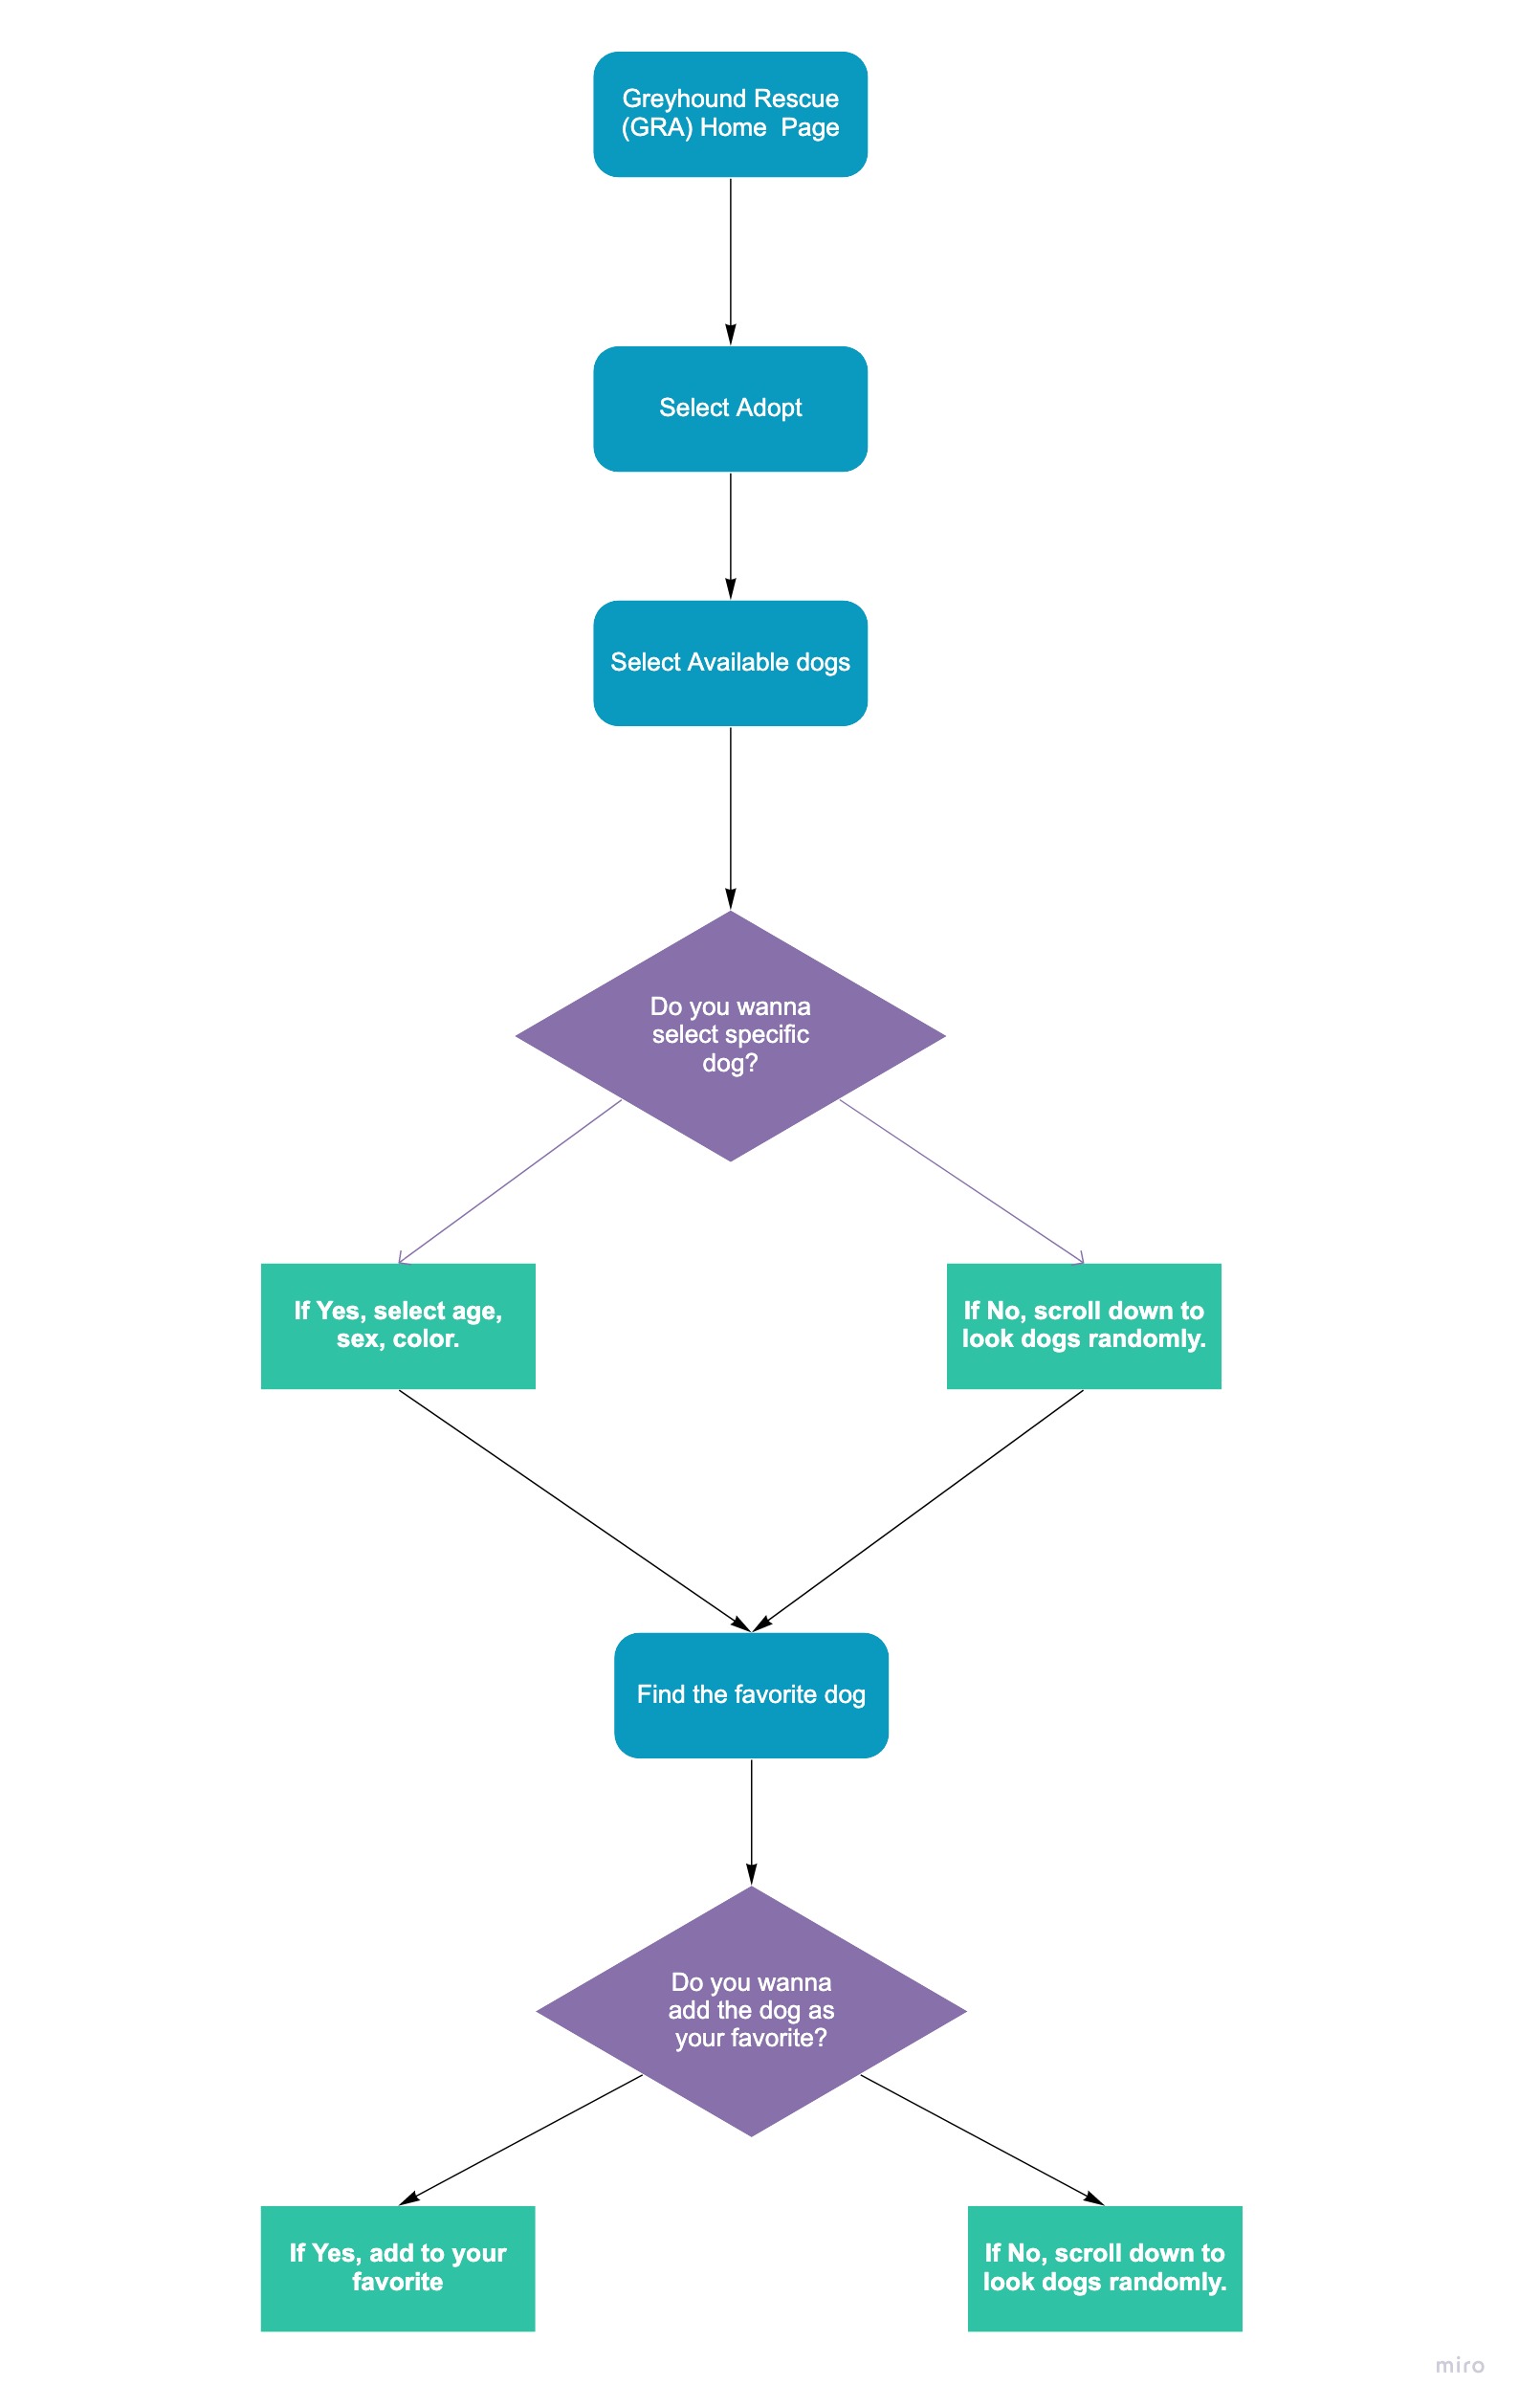 Greyhound Rescue
(GRA) Home  Page
Select Adopt
Select Available dogs
Do you wanna
select specific
dog?
If Yes, select age,
sex, color.
If No, scroll down to
look dogs randomly.
Find the favorite dog
Do you wanna
add the dog as
your favorite?
If Yes, add to your
favorite
If No, scroll down to
look dogs randomly.
miro